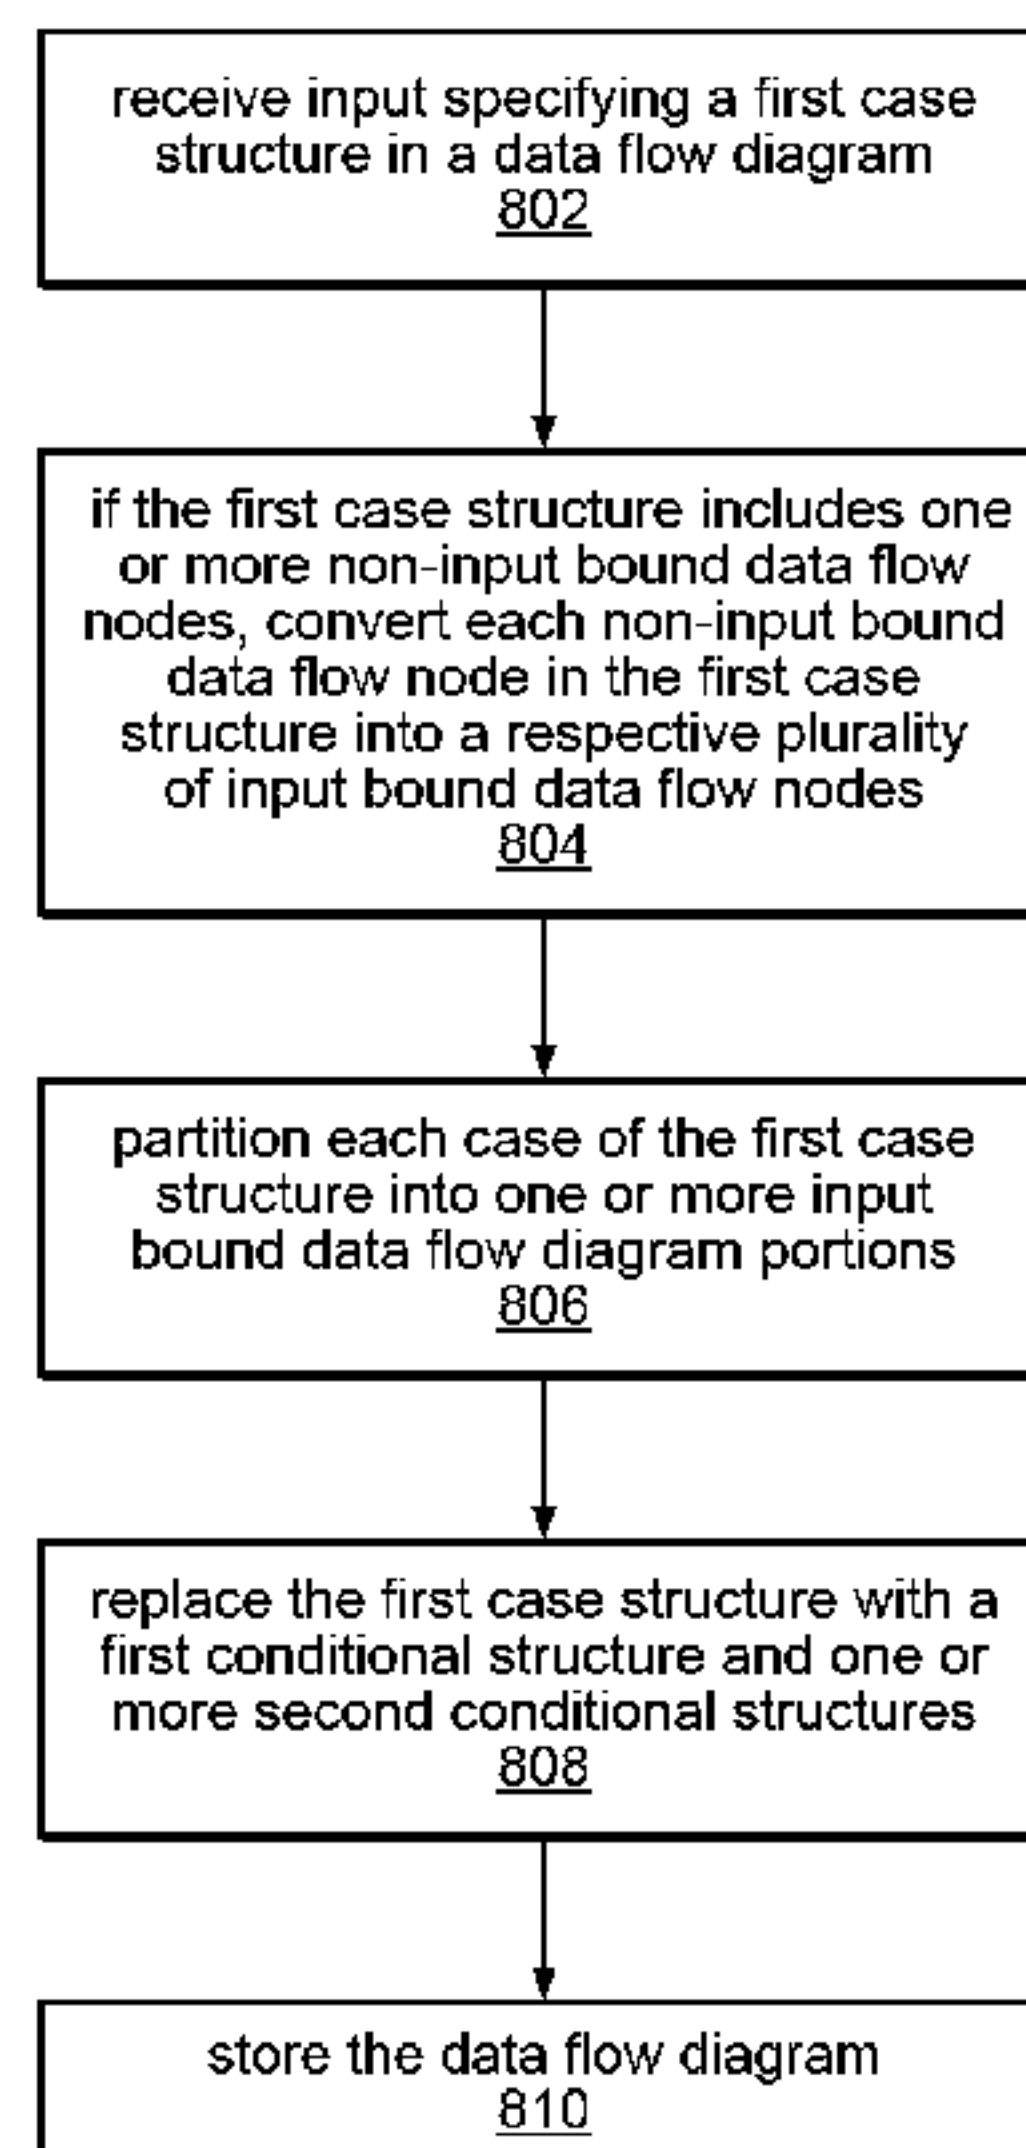 receive input specifying a first case
structure in a data flow diagram
802
if the first case structure includes one
or more non-input bound data flow
nodes, convert each non-input bound
data flow node in the first case
structure into a respective plurality
of input bound data flow nodes
804
partition each case of the first case
structure into one or more input
bound data flow diagram portions
806
replace the first case structure with a
first conditional structure and one or
more second conditional structures
808
store the data flow diagram
810